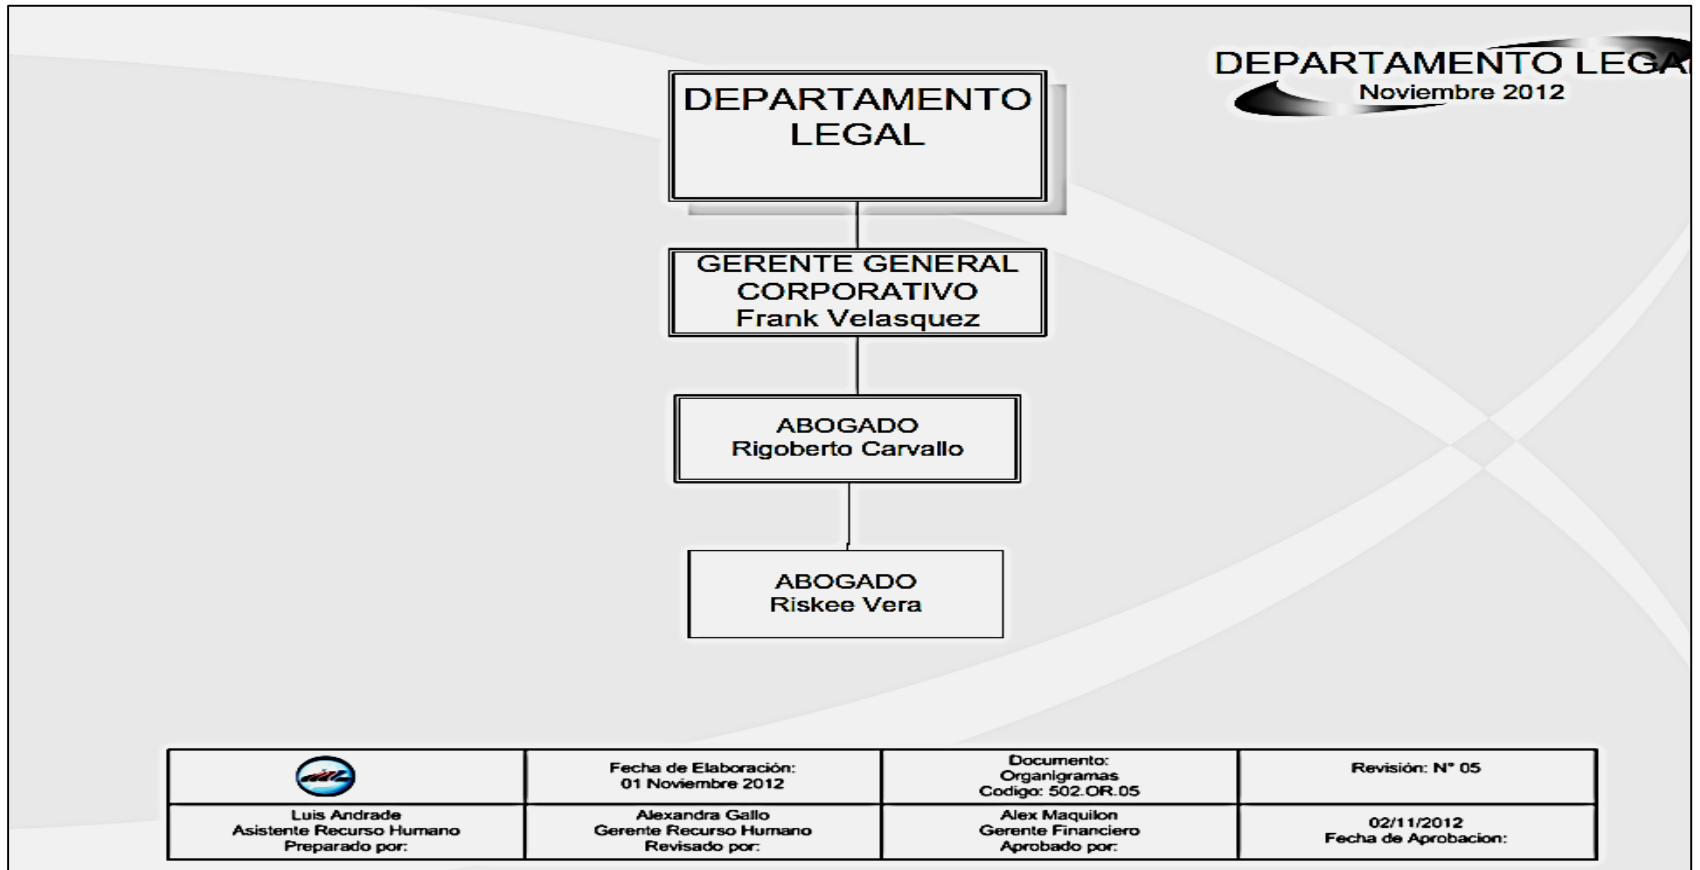 DEPARTAMENTO LEGAL
Noviembre 2012
DEPARTAMENTO
LEGAL
GERENTE GENERAL
CORPORATIVO
Frank Velasquez
ABOGADO
Rigoberto Carvallo
ABOGADO
Riskee Vera
Fecha de Elaboración:
01 Noviembre 2012
Documento:
Organigramas
Codigo: 502.OR.05
Revisión: N° 05
Luis Andrade
Asistente Recurso Humano
Preparado por:
Alexandra Gallo
Gerente Recurso Humano
Revisado por:
Alex Maquilon
Gerente Financiero
Aprobado por:
02/11/2012
Fecha de Aprobacion: